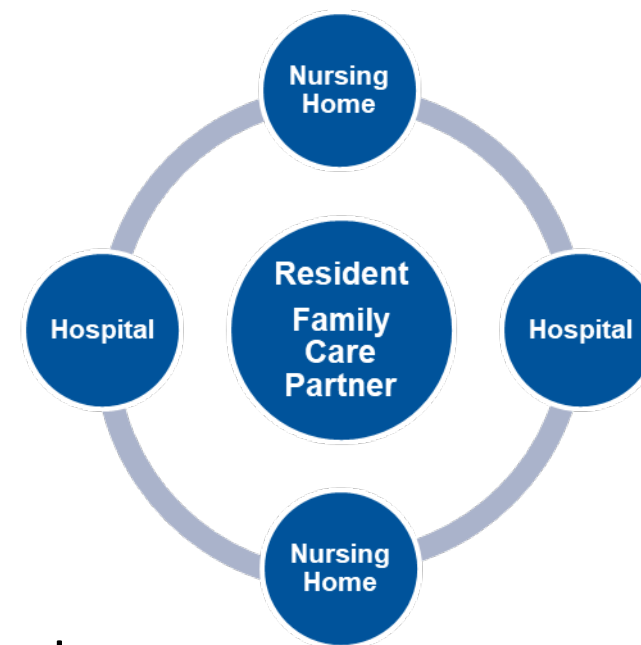 Nursing
Home
Hospital
Resident
Family
Care
Partner
Hospital
Nursing
Home